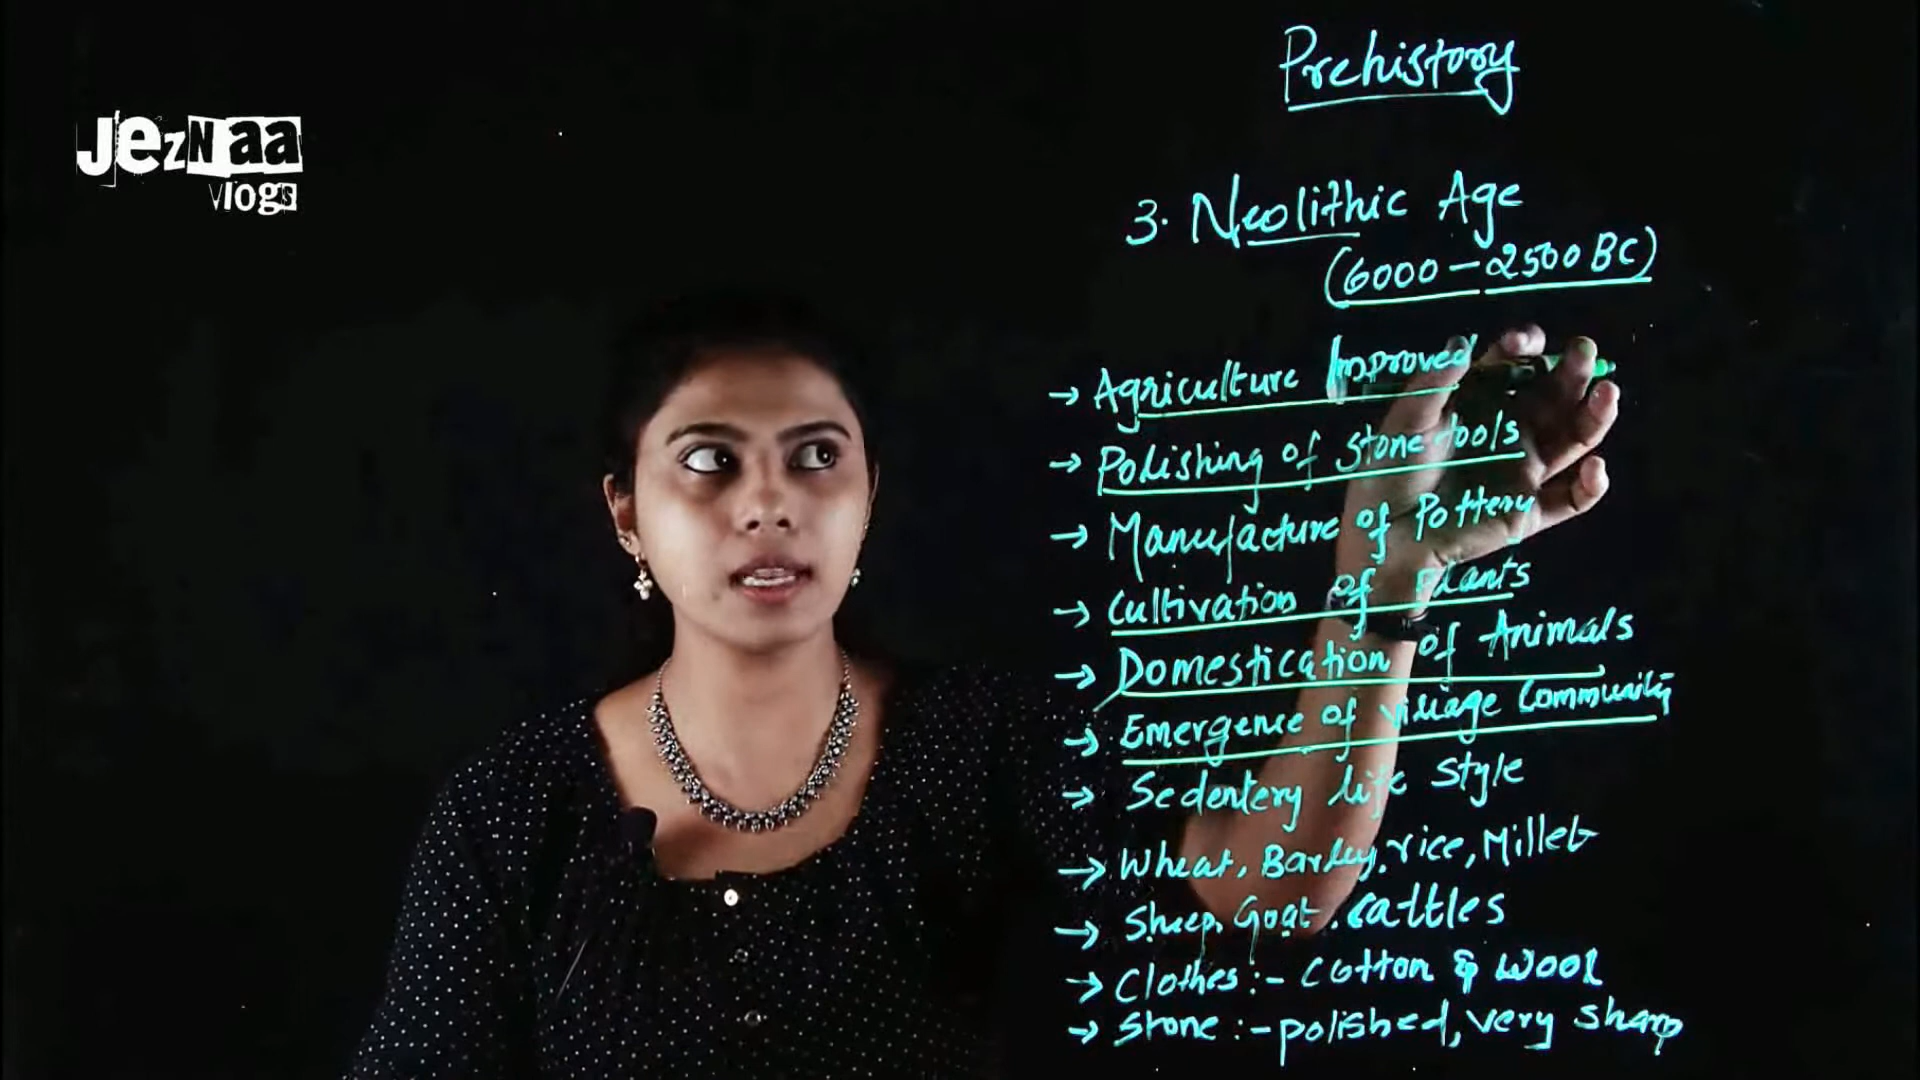 JezNaa
Vlogs
Prehistory
3. Neolithic Age
(6000 - 2500 BC)
→ Agriculture Improved
→ Polishing of Stone tools
→ Manufacture of Pottery
→ Cultivation of Plants
→ Domestication of Animals
→ Emergence of Village Community
→ Sedentery life style
→ Wheat, Barley, rice, Millet
→ Sheep, Goat, Cattles
→ Clothes :- Cotton & Wool
→ Stone :- polished, very sharp